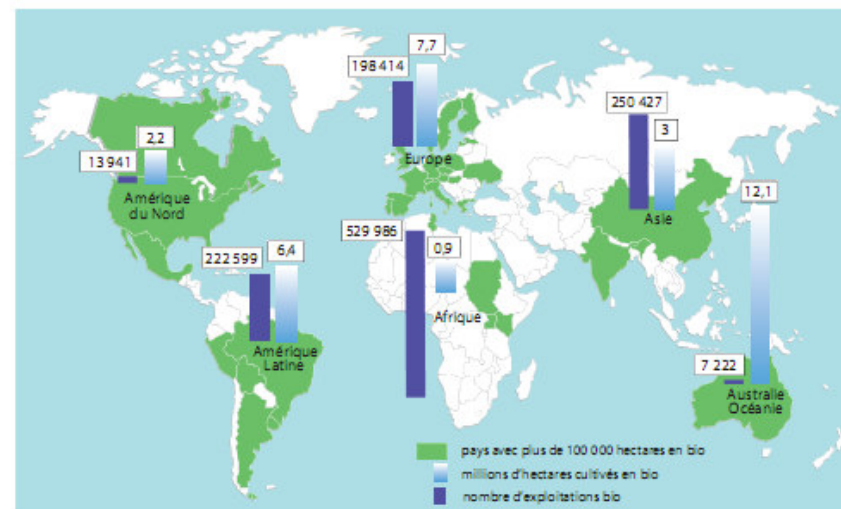 7,7
198 414
Europe
2,2
13 941
Amérique
du Nord
250 427
3
Asie
12,1
529 986
0,9
Afrique
222 599
6,4
Amérique
Latine
7 222
Australie
Océanie
pays avec plus de 100 000 hectares en bio
millions d'hectares cultivés en bio
nombre d'exploitations bio